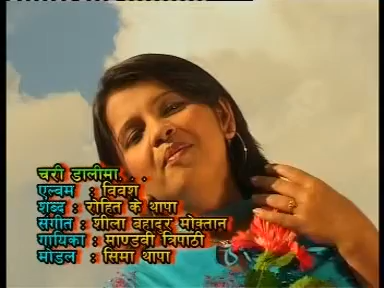 चरी डालीमा. . .
एल्बम : विवश
शब्द : रोहित के थापा
संगीत : शीला बहादुर मोक्तान
गायिका : माण्डवी त्रिपाठी
मोडल : सिमा थापा